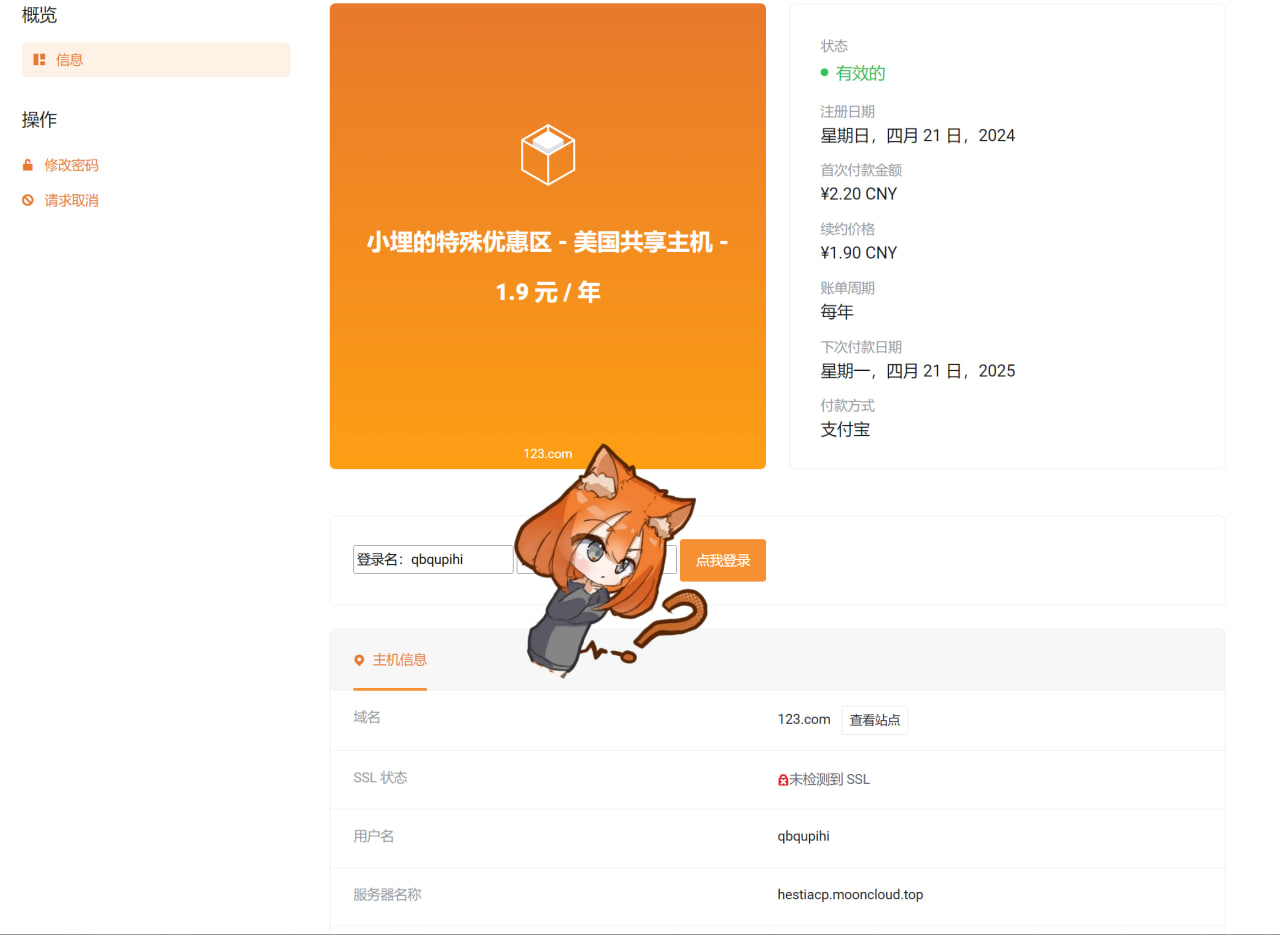 概览
信息
操作
修改密码
请求取消
小埋的特殊优惠区 - 美国共享主机 -
1.9 元 / 年
123.com
状态
有效的
注册日期
星期日，四月 21 日，2024
首次付款金额
¥2.20 CNY
续约价格
¥1.90 CNY
账单周期
每年
下次付款日期
星期一，四月 21 日，2025
付款方式
支付宝
登录名：qbqupihi
点我登录
主机信息
域名
123.com 查看站点
SSL 状态
未检测到 SSL
用户名
qbqupihi
服务器名称
hestiacp.mooncloud.top